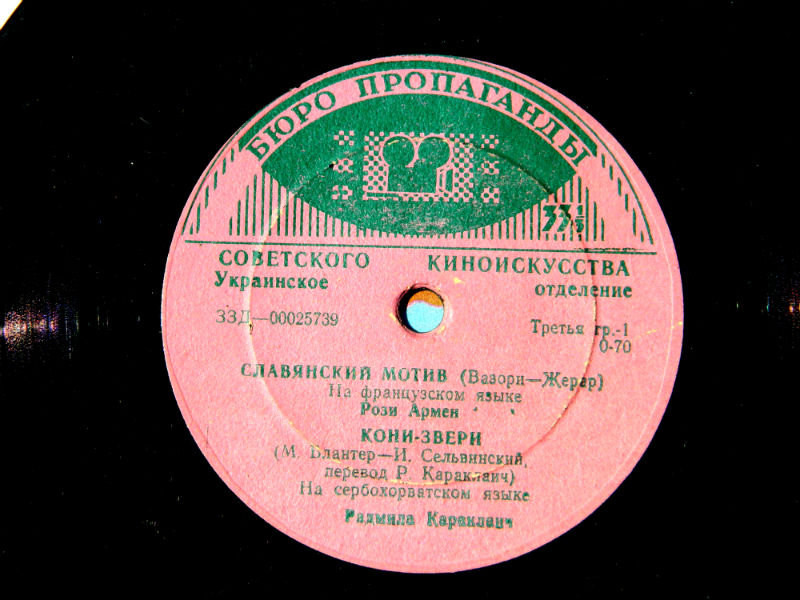 БЮРО ПРОПАГАНДЫ
33⅓
СОВЕТСКОГО КИНОИСКУССТВА
Украинское отделение
33Д—00025739
Третья гр.-1
0-70
СЛАВЯНСКИЙ МОТИВ (Вазори—Жерар)
На французском языке
Рози Армен
КОНИ-ЗВЕРИ
(М. Блантер—И. Сельвинский,
перевод Р. Караклаич)
На сербохорватском языке
Радмила Караклаич